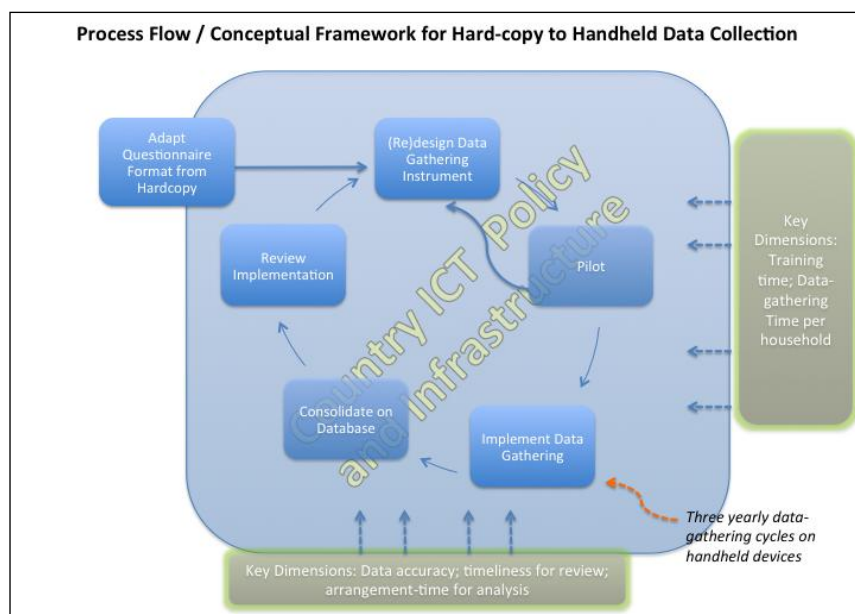 Process Flow / Conceptual Framework for Hard-copy to Handheld Data Collection
Adapt
Questionnaire
Format from
Hardcopy
(Re)design Data
Gathering
Instrument
Pilot
Implement Data
Gathering
Consolidate on
Database
Review
Implementation
Country ICT Policy
and Infrastructure
Key
Dimensions:
Training
time; Data-
gathering
Time per
household
Three yearly data-
gathering cycles on
handheld devices
Key Dimensions: Data accuracy; timeliness for review;
arrangement-time for analysis